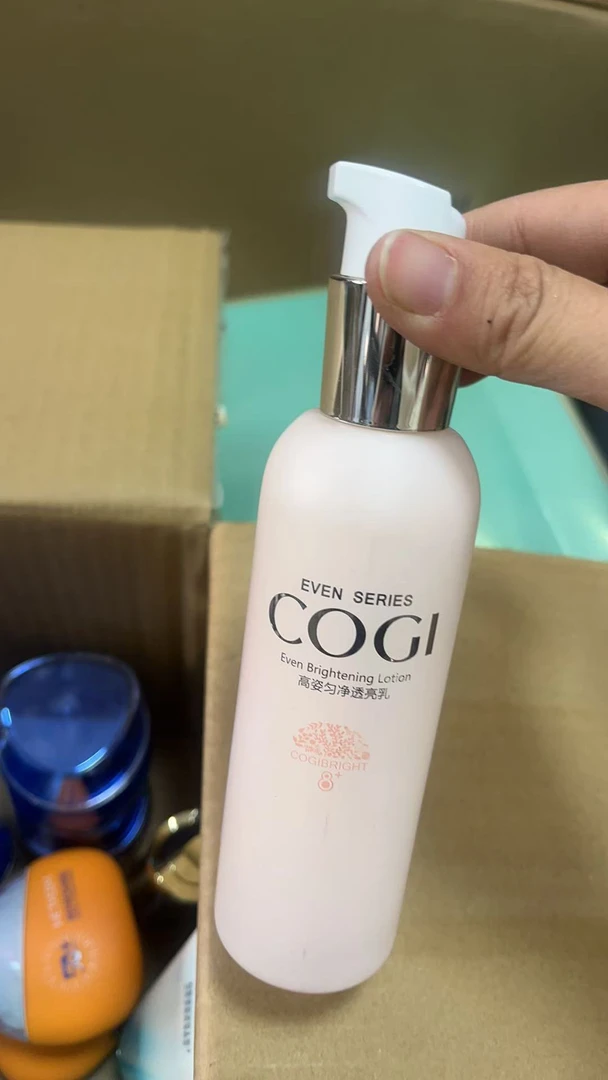 EVEN SERIES
COGI
Even Brightening Lotion
高姿匀净透亮乳
COGIBRIGHT
8+